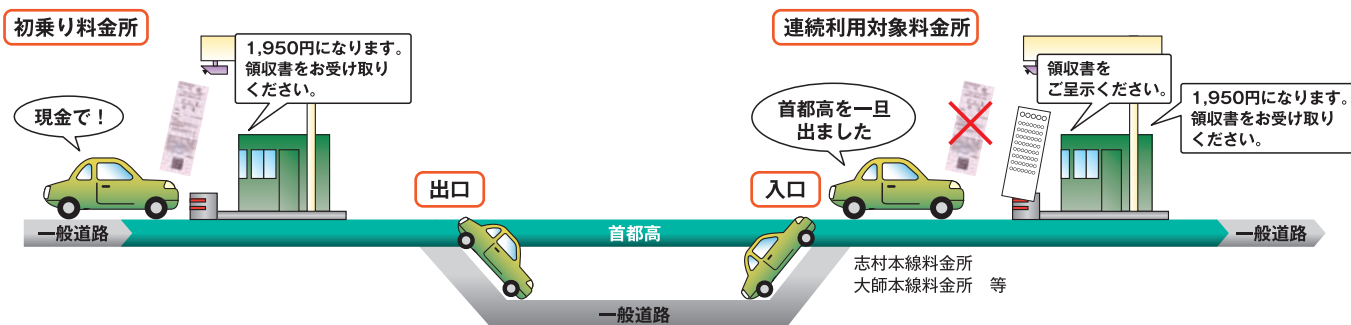 初乗り料金所
1,950円になります。
領収書をお受け取り
ください。
現金で！
出口
連続利用対象料金所
首都高を一旦
出ました
領収書を
ご呈示ください。
1,950円になります。
領収書をお受け取り
ください。
入口
一般道路
首都高
一般道路
志村本線料金所
大師本線料金所　等
一般道路